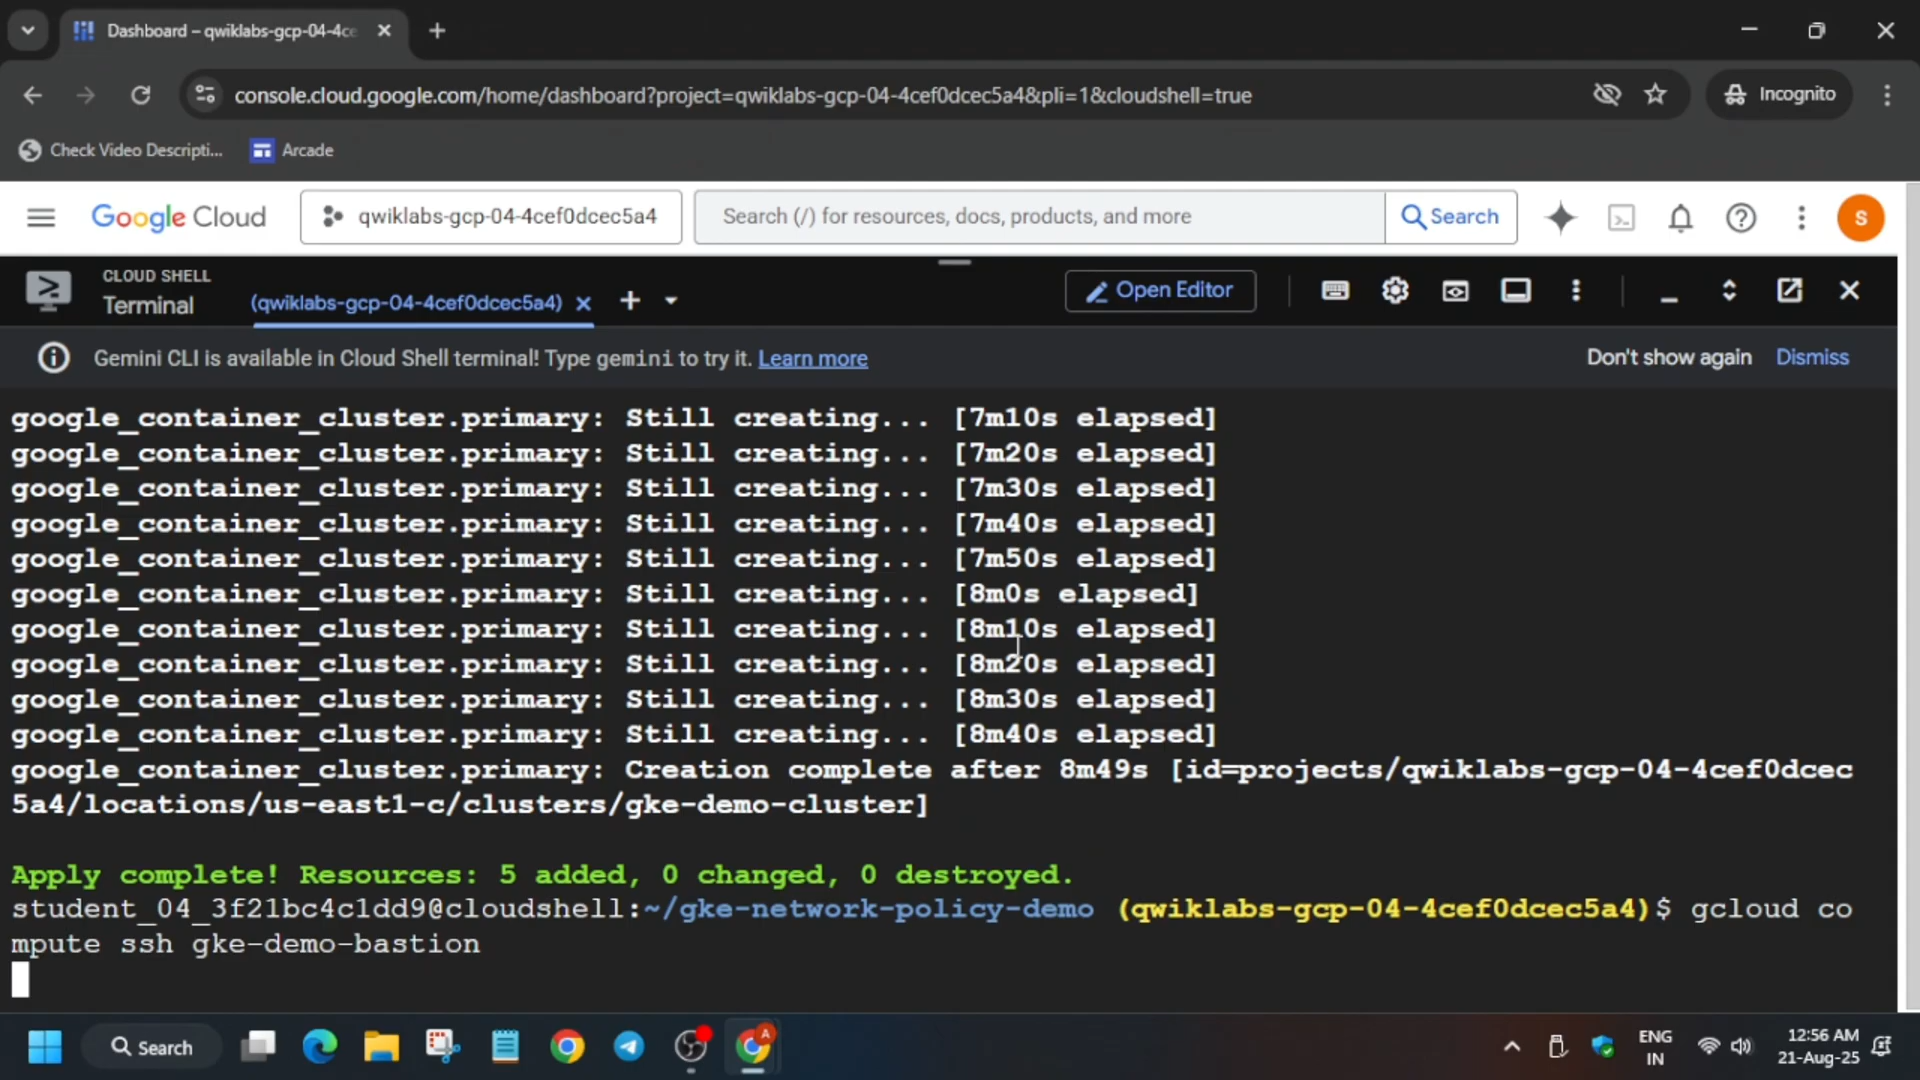 Dashboard – qwiklabs-gcp-04-4ce
console.cloud.google.com/home/dashboard?project=qwiklabs-gcp-04-4cef0dcec5a4&pli=1&cloudshell=true
Incognito
Check Video Descripti...
Arcade
Google Cloud
qwiklabs-gcp-04-4cef0dcec5a4
Search (/) for resources, docs, products, and more
Search
S
CLOUD SHELL
Terminal
(qwiklabs-gcp-04-4cef0dcec5a4)
Open Editor
Gemini CLI is available in Cloud Shell terminal! Type gemini to try it. Learn more
Don't show again
Dismiss
google_container_cluster.primary: Still creating... [7m10s elapsed]
google_container_cluster.primary: Still creating... [7m20s elapsed]
google_container_cluster.primary: Still creating... [7m30s elapsed]
google_container_cluster.primary: Still creating... [7m40s elapsed]
google_container_cluster.primary: Still creating... [7m50s elapsed]
google_container_cluster.primary: Still creating... [8m0s elapsed]
google_container_cluster.primary: Still creating... [8m10s elapsed]
google_container_cluster.primary: Still creating... [8m20s elapsed]
google_container_cluster.primary: Still creating... [8m30s elapsed]
google_container_cluster.primary: Still creating... [8m40s elapsed]
google_container_cluster.primary: Creation complete after 8m49s [id=projects/qwiklabs-gcp-04-4cef0dcec
5a4/locations/us-east1-c/clusters/gke-demo-cluster]
Apply complete! Resources: 5 added, 0 changed, 0 destroyed.
student_04_3f21bc4c1dd9@cloudshell:~/gke-network-policy-demo (qwiklabs-gcp-04-4cef0dcec5a4)$ gcloud co
mpute ssh gke-demo-bastion
Search
A
ENG
IN
12:56 AM
21-Aug-25